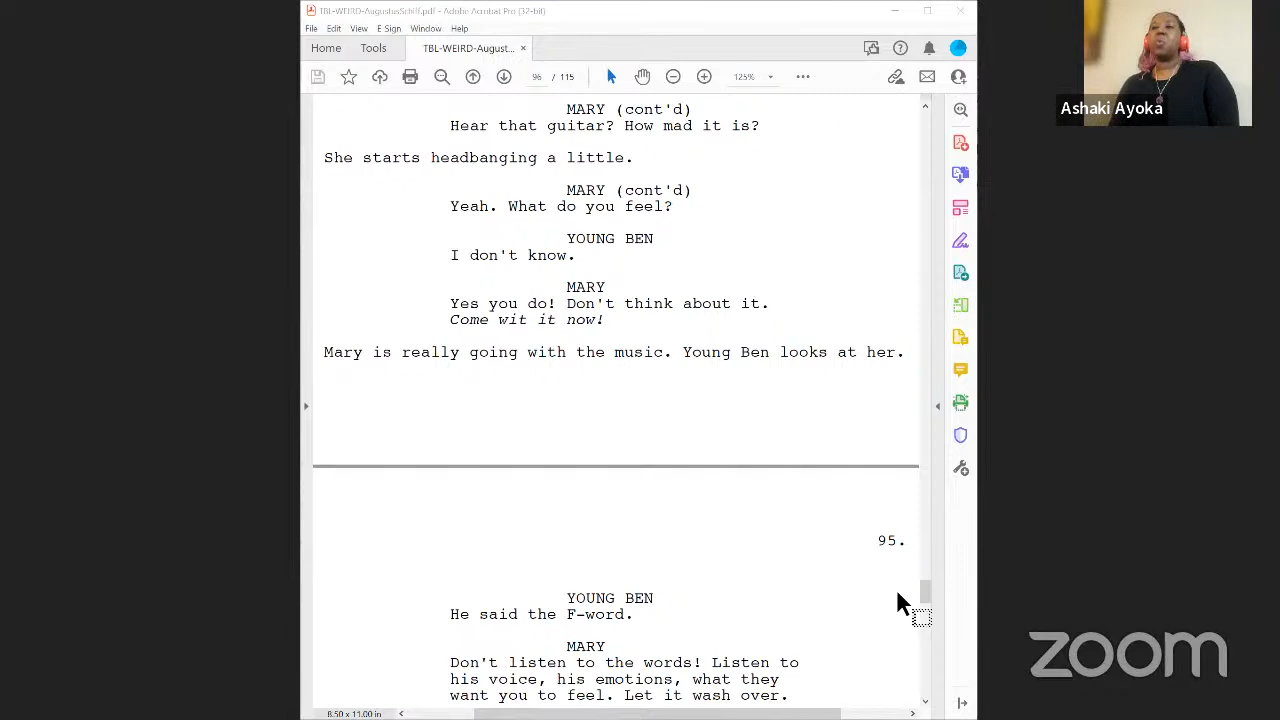 TBL-WEIRD-AugustusSchiff.pdf - Adobe Acrobat Pro (32-bit)
File Edit View E Sign Window Help
Home Tools TBL-WEIRD-August... ×
96 / 115 125%
MARY (cont'd)
Hear that guitar? How mad it is?
She starts headbanging a little.
MARY (cont'd)
Yeah. What do you feel?
YOUNG BEN
I don't know.
MARY
Yes you do! Don't think about it.
Come wit it now!
Mary is really going with the music. Young Ben looks at her.
95.
YOUNG BEN
He said the F-word.
MARY
Don't listen to the words! Listen to
his voice, his emotions, what they
want you to feel. Let it wash over.
8.50 x 11.00 in
Ashaki Ayoka
zoom